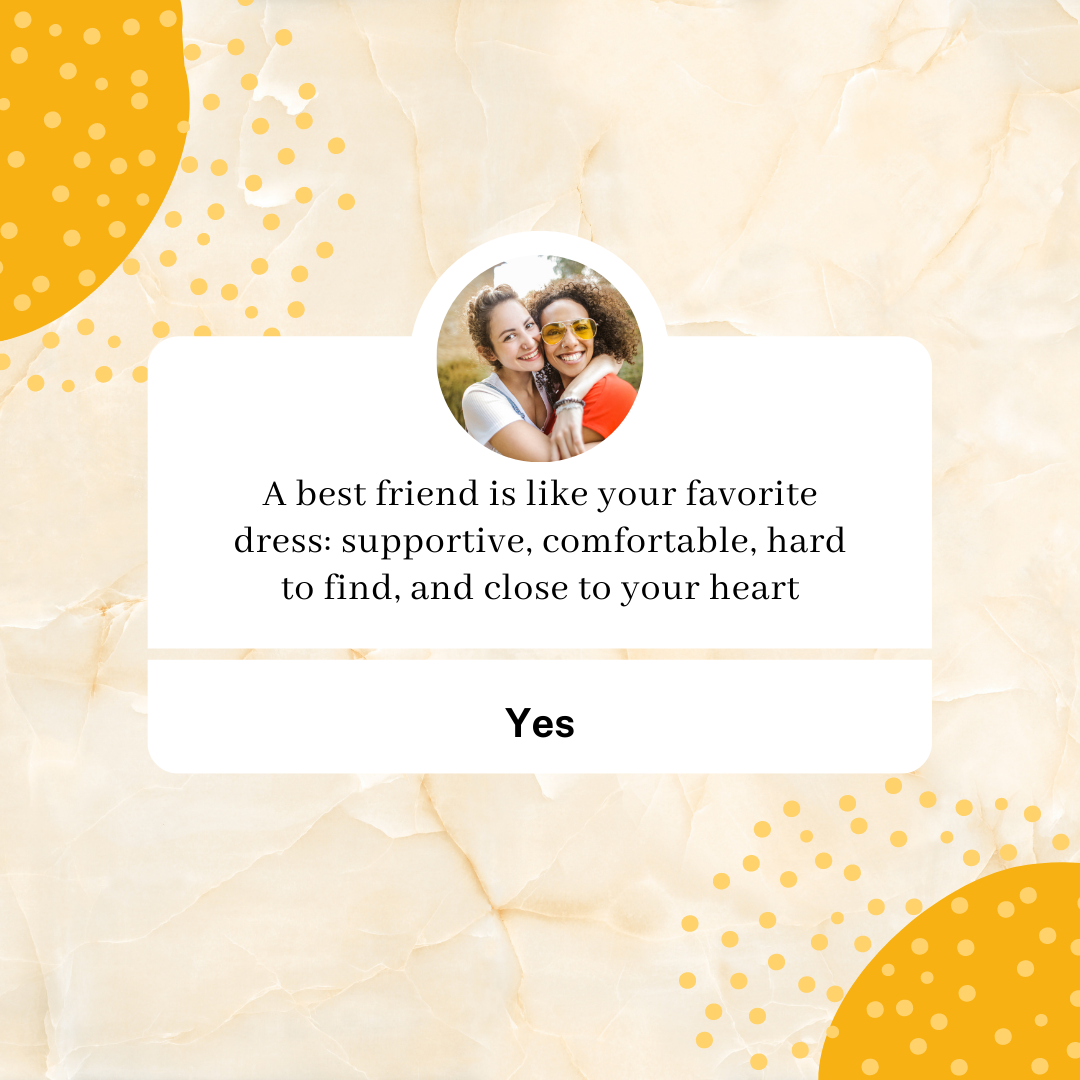 A best friend is like your favorite
dress: supportive, comfortable, hard
to find, and close to your heart
Yes